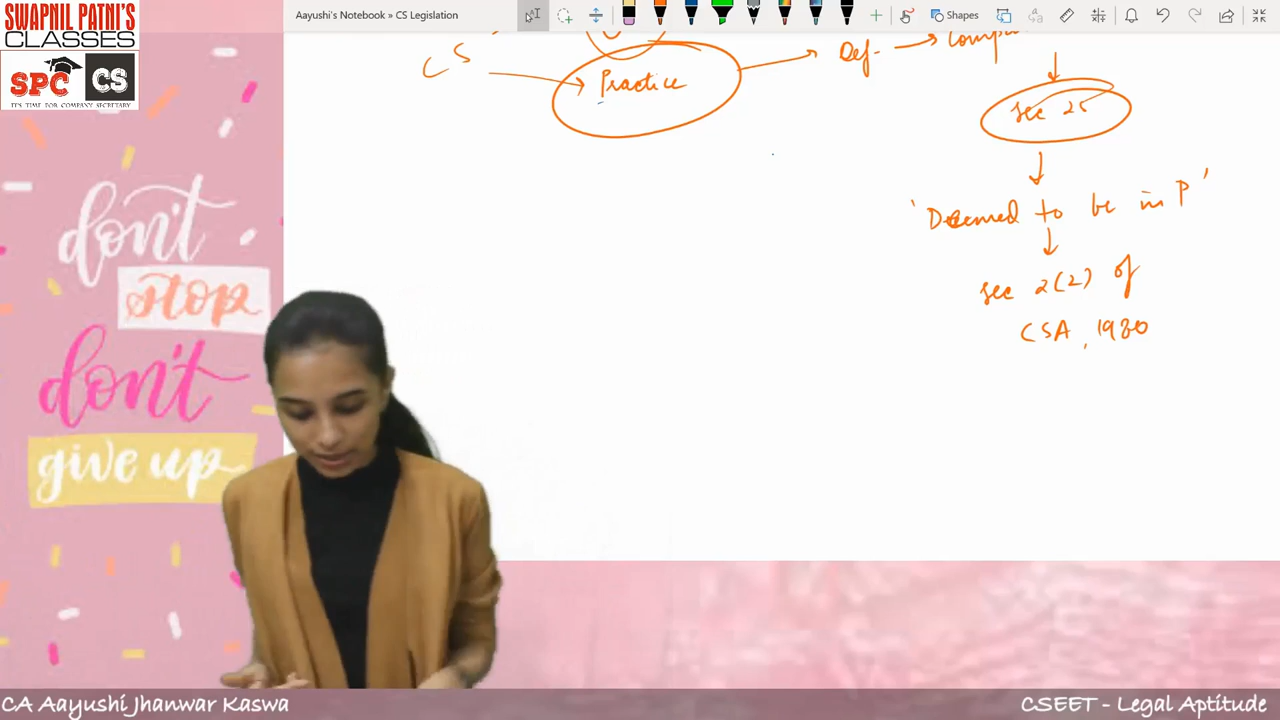 SWAPNIL PATNI'S
CLASSES
SPC CS
IT'S TIME FOR COMPANY SECRETARY
Aayushi's Notebook » CS Legislation
Shapes
CS
Practice
Def.
sec 25
'Deemed to be in P'
sec 2(2) of
CSA, 1980
don't
stop
don't
give up
CA Aayushi Jhanwar Kaswa
CSEET - Legal Aptitude